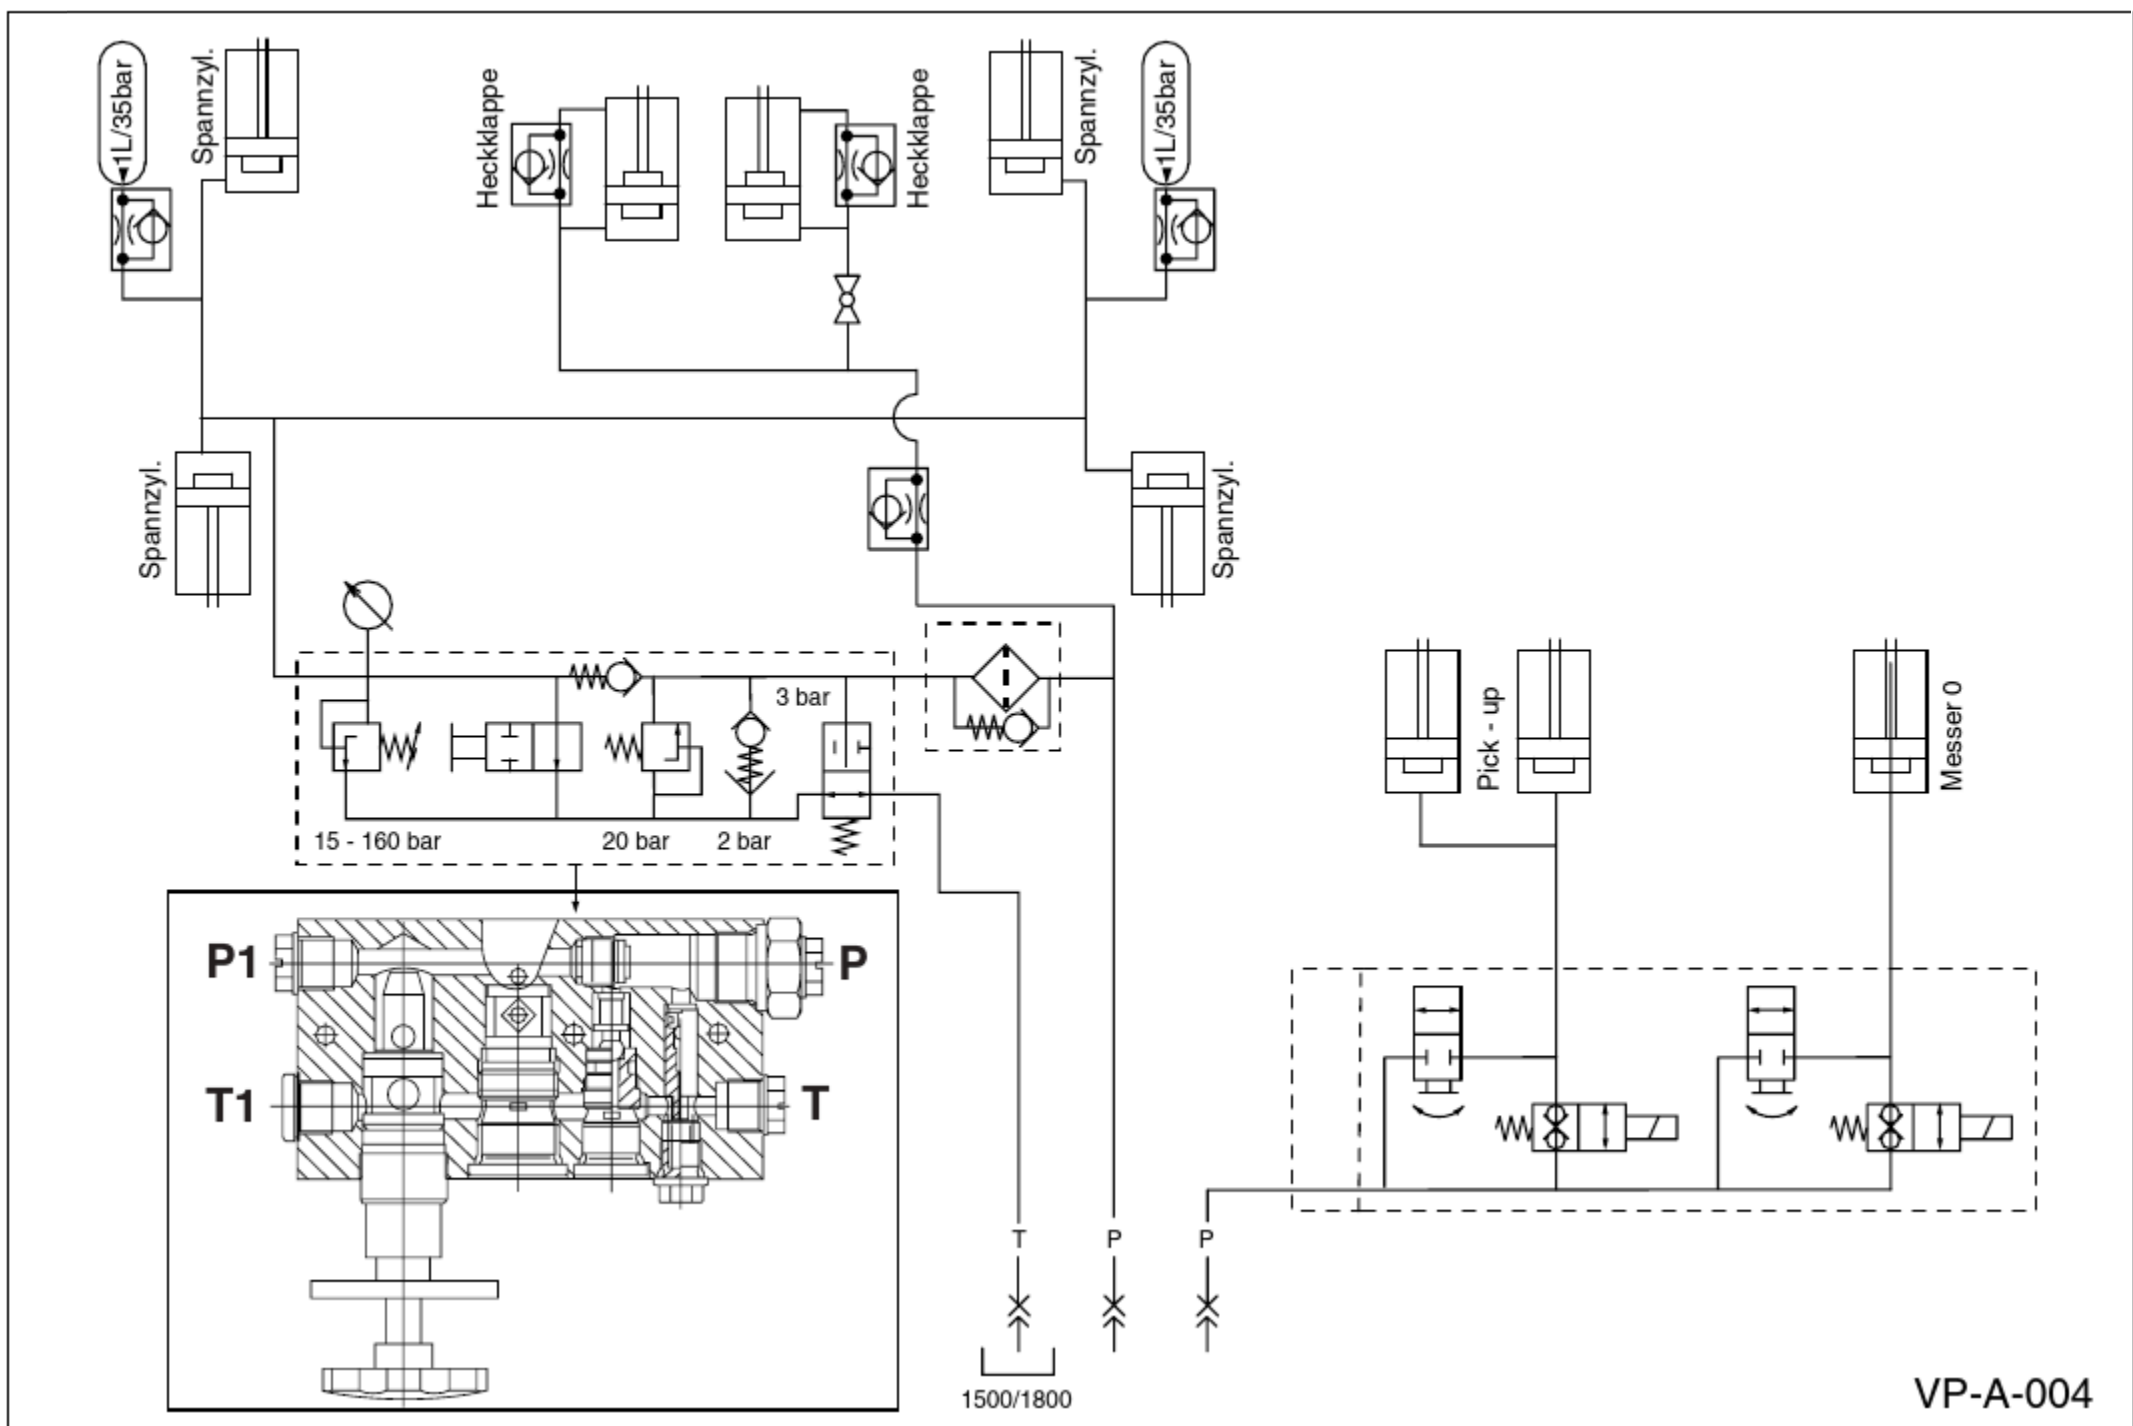 1L/35bar
Spannzyl.
Heckklappe
Heckklappe
Spannzyl.
1L/35bar
Spannzyl.
Spannzyl.
3 bar
15 - 160 bar
20 bar
2 bar
Pick - up
Messer 0
P1
P
T1
T
T
P
P
1500/1800
VP-A-004